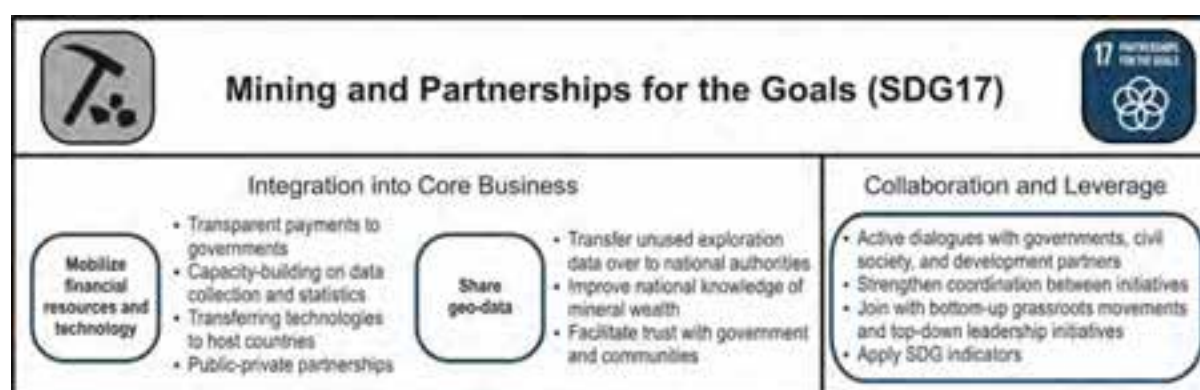 Mining and Partnerships for the Goals (SDG17)
17 PARTNERSHIPS
FOR THE GOALS
Integration into Core Business
Mobilize
financial
resources and
technology
• Transparent payments to
governments
• Capacity-building on data
collection and statistics
• Transferring technologies
to host countries
• Public-private partnerships
Share
geo-data
• Transfer unused exploration
data over to national authorities
• Improve national knowledge of
mineral wealth
• Facilitate trust with government
and communities
Collaboration and Leverage
• Active dialogues with governments, civil
society, and development partners
• Strengthen coordination between initiatives
• Join with bottom-up grassroots movements
and top-down leadership initiatives
• Apply SDG indicators